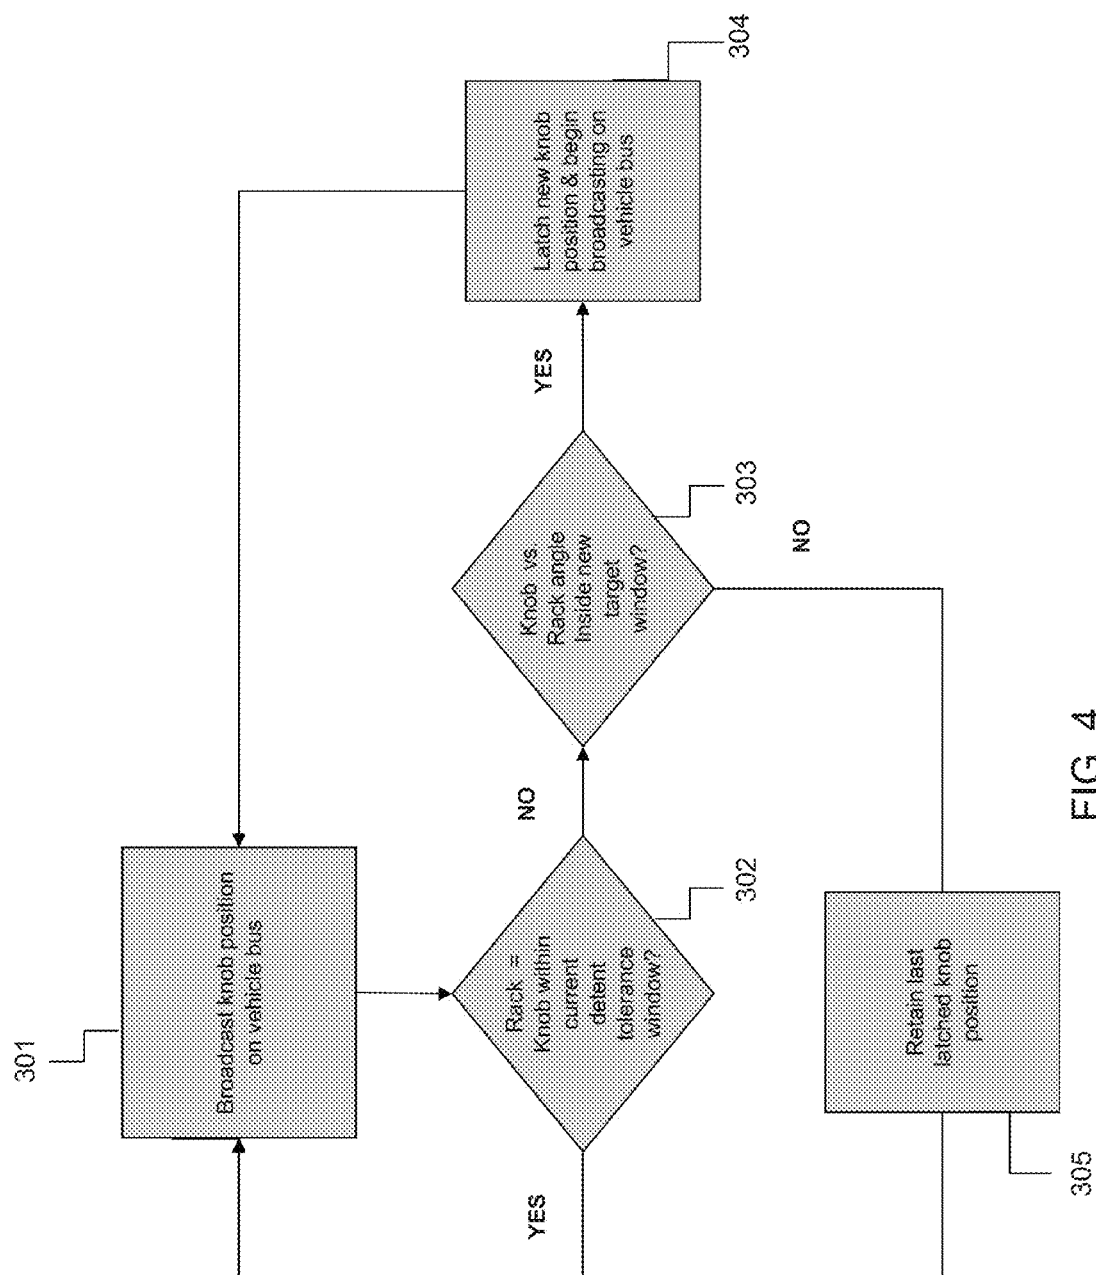 301
Broadcast knob position
on vehicle bus
YES
Rack =
Knob within
current
detent
tolerance
window?
302
NO
Knob vs.
Rack angle
Inside new
target
window?
303
YES
Latch new knob
position & begin
broadcasting on
vehicle bus
304
NO
Retain last
latched knob
position
305
FIG. 4